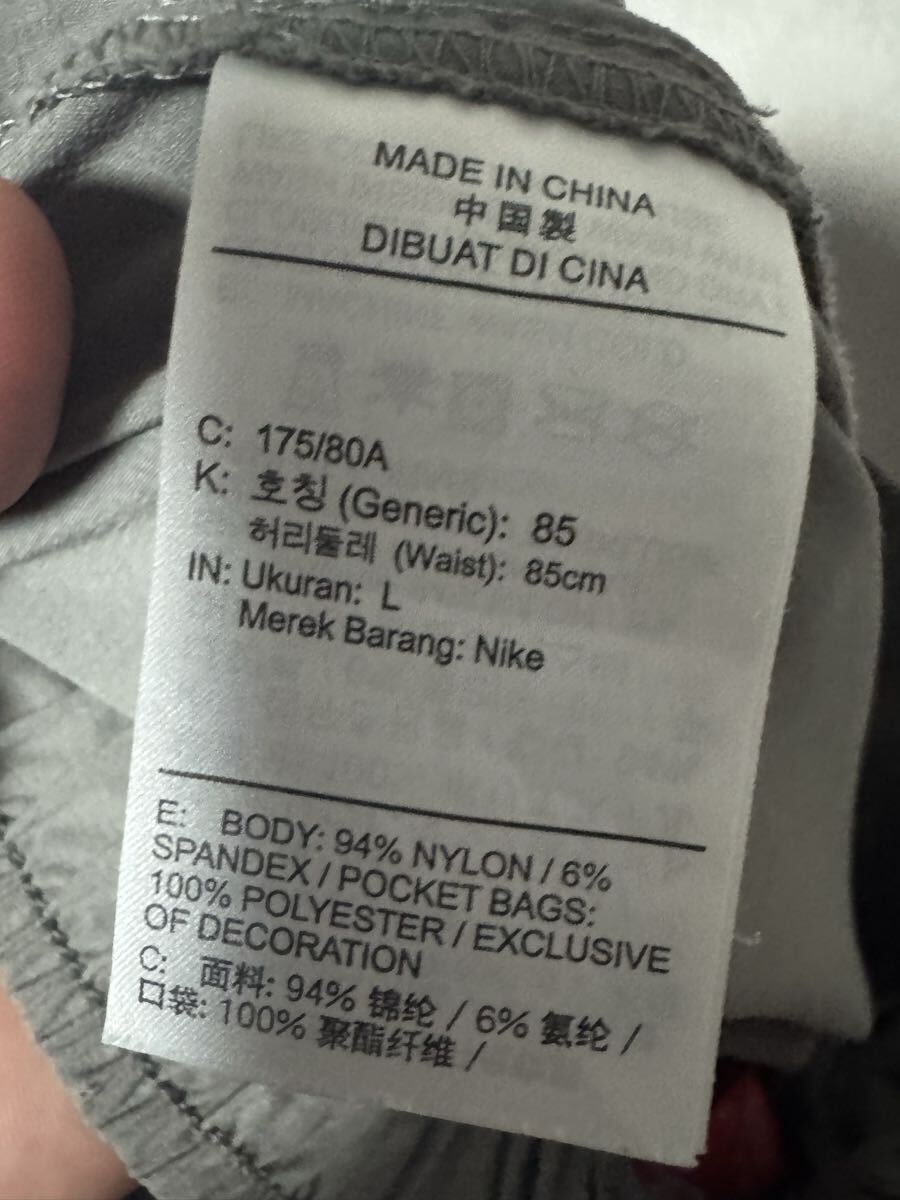 MADE IN CHINA
中国製
DIBUAT DI CINA
C: 175/80A
K: 호칭 (Generic): 85
허리둘레 (Waist): 85cm
IN: Ukuran: L
Merek Barang: Nike
E: BODY: 94% NYLON / 6%
SPANDEX / POCKET BAGS:
100% POLYESTER / EXCLUSIVE
OF DECORATION
C: 面料: 94% 锦纶 / 6% 氨纶 /
口袋: 100% 聚酯纤维 /